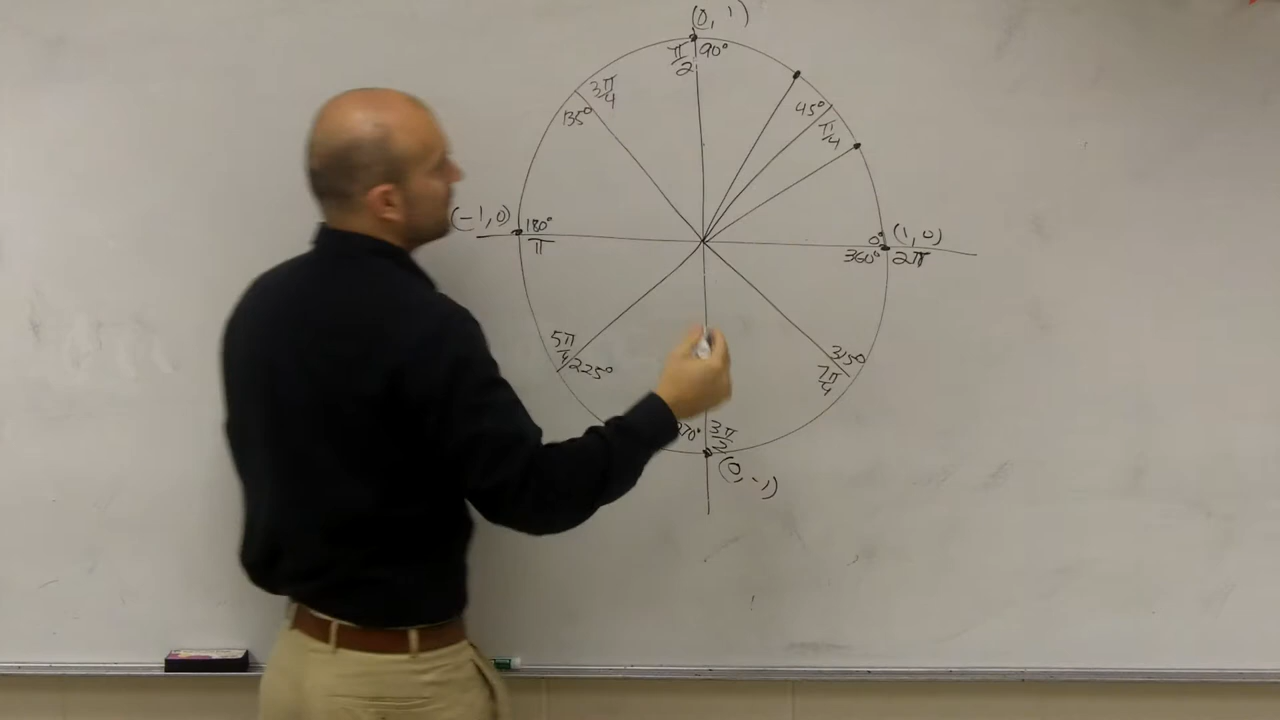 (0, 1)
π/2 90°
3π/4
135°
45°
π/4
(-1, 0)
180°
π
0° (1, 0)
360° 2π
5π/4
225°
315°
7π/4
270° 3π/2
(0, -1)